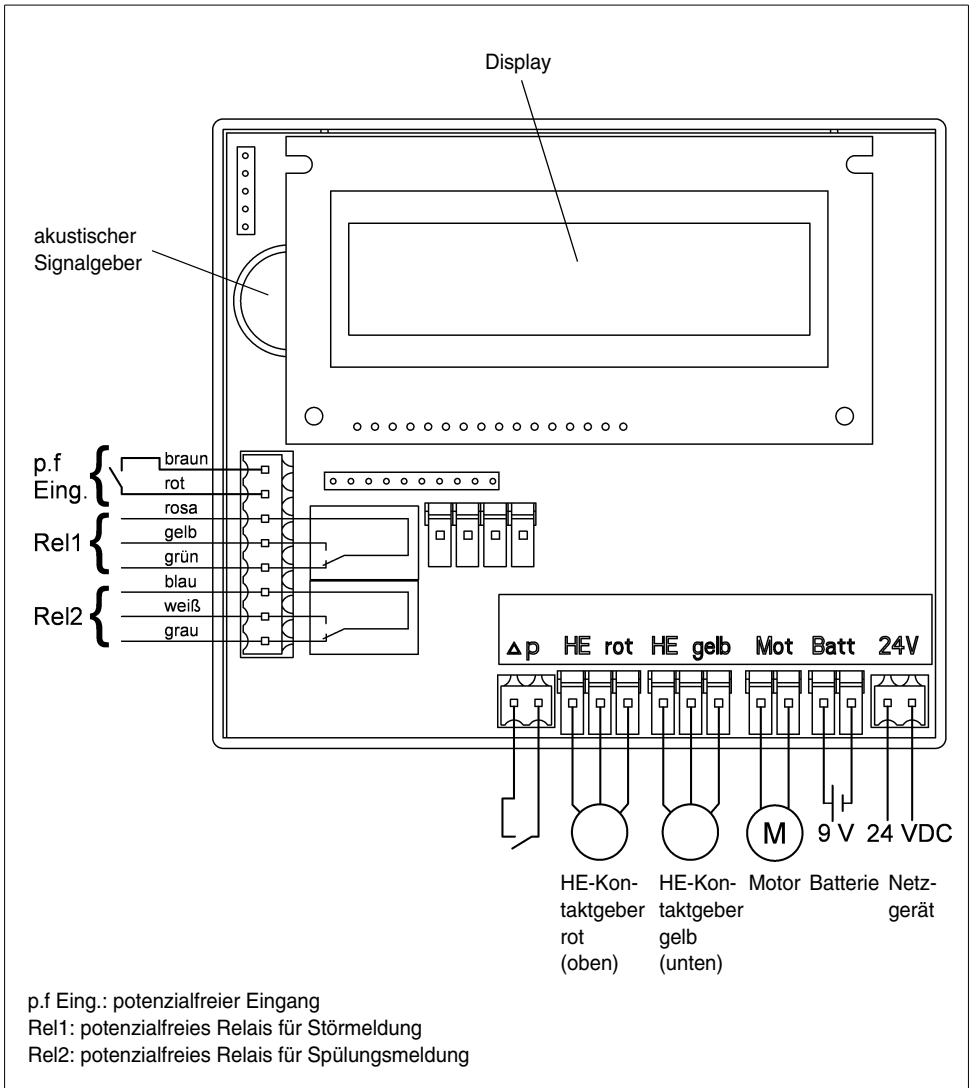 Display
akustischer
Signalgeber
p.f
Eing.
braun
rot
rosa
Rel1
gelb
grün
blau
Rel2
weiß
grau
Δp HE rot HE gelb Mot Batt 24V
M
9 V
24 VDC
HE-Kon-
taktgeber
rot
(oben)
HE-Kon-
taktgeber
gelb
(unten)
Motor
Batterie
Netz-
gerät
p.f Eing.: potenzialfreier Eingang
Rel1: potenzialfreies Relais für Störmeldung
Rel2: potenzialfreies Relais für Spülungsmeldung